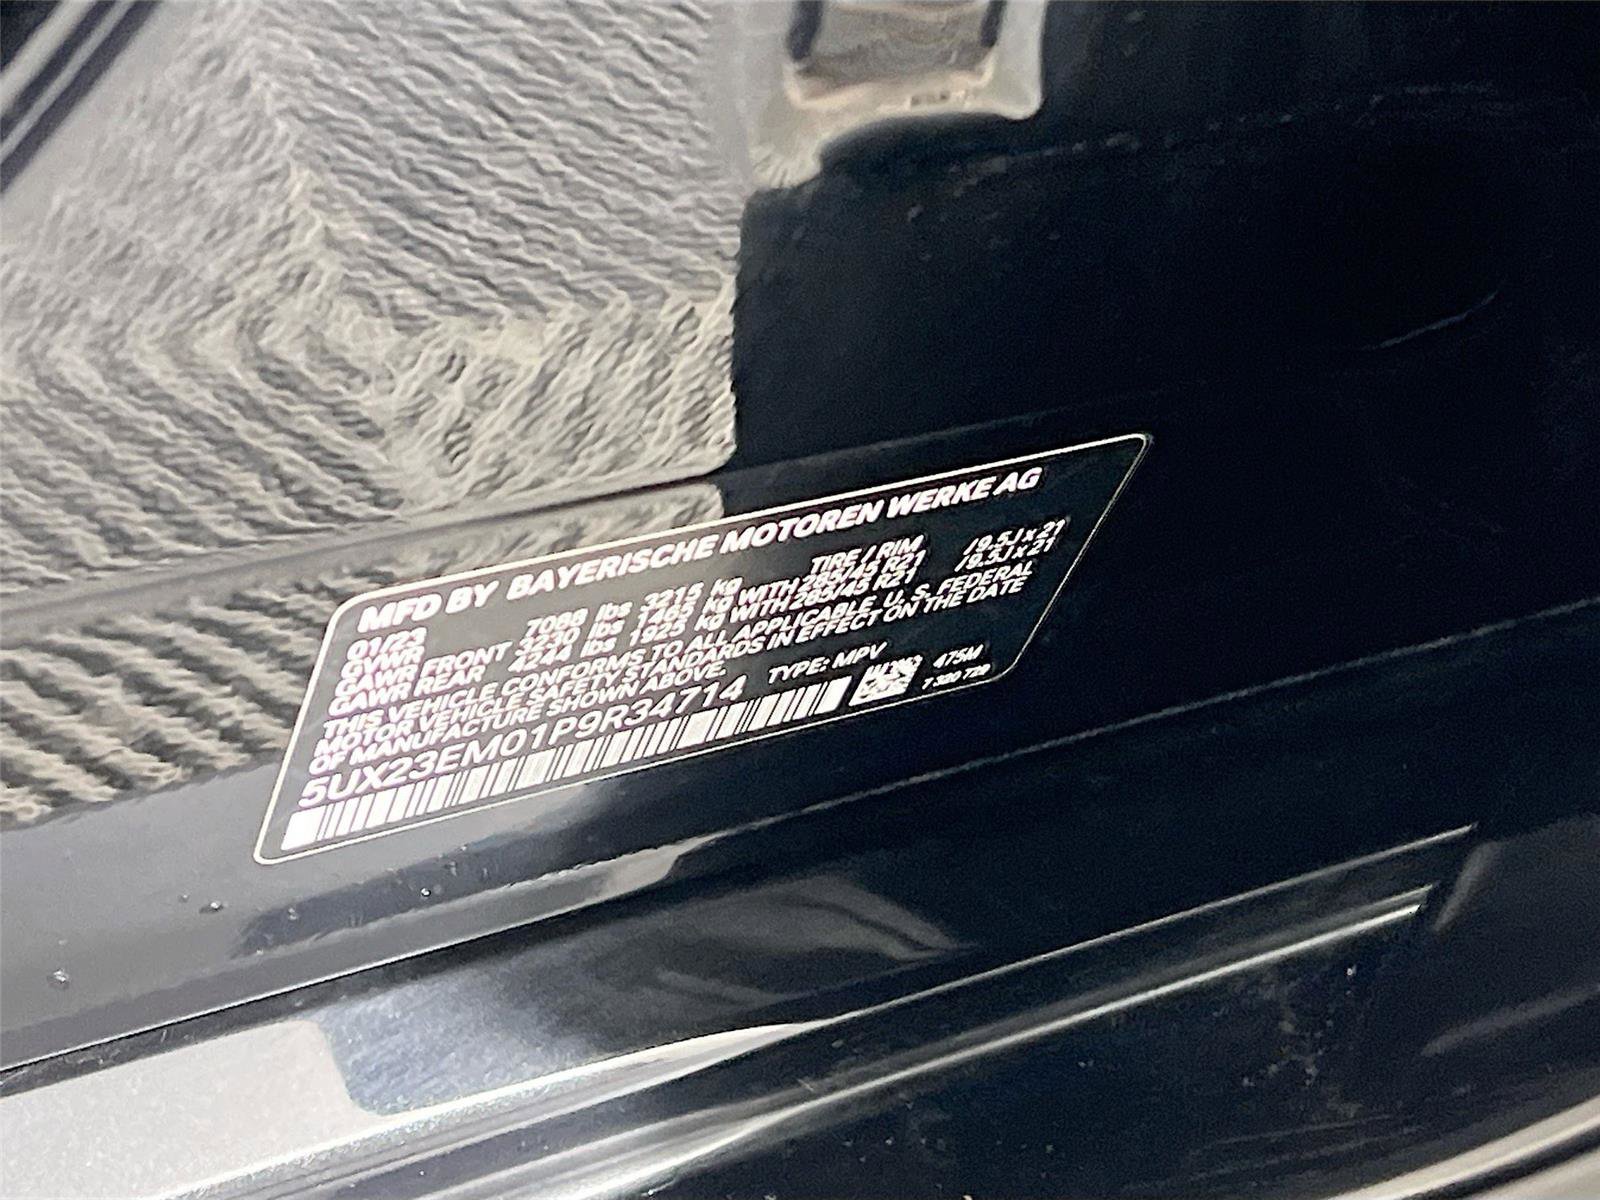 MFD BY BAYERISCHE MOTOREN WERKE AG
01/23 TIRE / RIM
GVWR 7088 lbs 3215 kg
GAWR FRONT 3230 lbs 1465 kg WITH 285/45 R21 /9.5J x 21
GAWR REAR 4244 lbs 1925 kg WITH 285/45 R21 /9.5J x 21
THIS VEHICLE CONFORMS TO ALL APPLICABLE U. S. FEDERAL
MOTOR VEHICLE SAFETY STANDARDS IN EFFECT ON THE DATE
OF MANUFACTURE SHOWN ABOVE.
5UX23EM01P9R34714 TYPE: MPV
475M
7 320 729